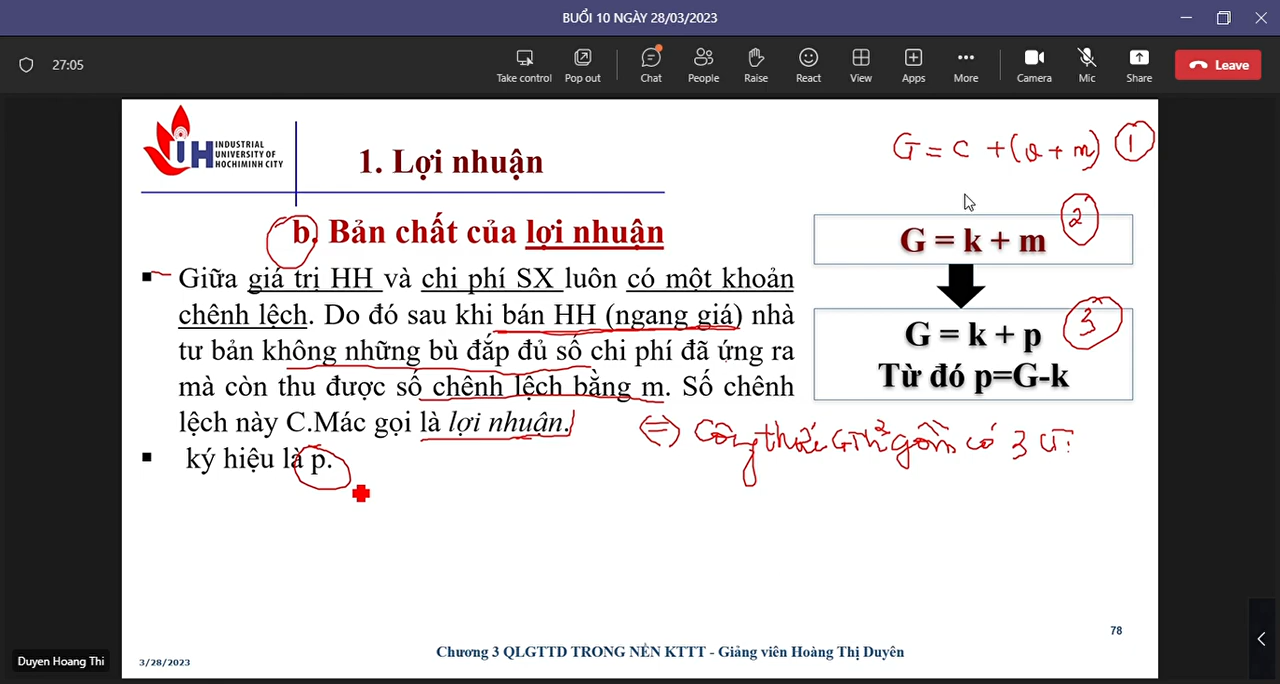 BUỔI 10 NGÀY 28/03/2023
27:05
Take control
Pop out
Chat
People
Raise
React
View
Apps
More
Camera
Mic
Share
Leave
IUH INDUSTRIAL
UNIVERSITY OF
HOCHIMINH CITY
1. Lợi nhuận
G = c + (v + m) 1
b. Bản chất của lợi nhuận
G = k + m 2
▪ Giữa giá trị HH và chi phí SX luôn có một khoản
chênh lệch. Do đó sau khi bán HH (ngang giá) nhà
tư bản không những bù đắp đủ số chi phí đã ứng ra
mà còn thu được số chênh lệch bằng m. Số chênh
lệch này C.Mác gọi là lợi nhuận.
▪ ký hiệu là p.
G = k + p 3
Từ đó p=G-k
=) Công thức gồm có 3
78
Duyen Hoang Thi
3/28/2023
Chương 3 QLGTTD TRONG NỀN KTTT - Giảng viên Hoàng Thị Duyên